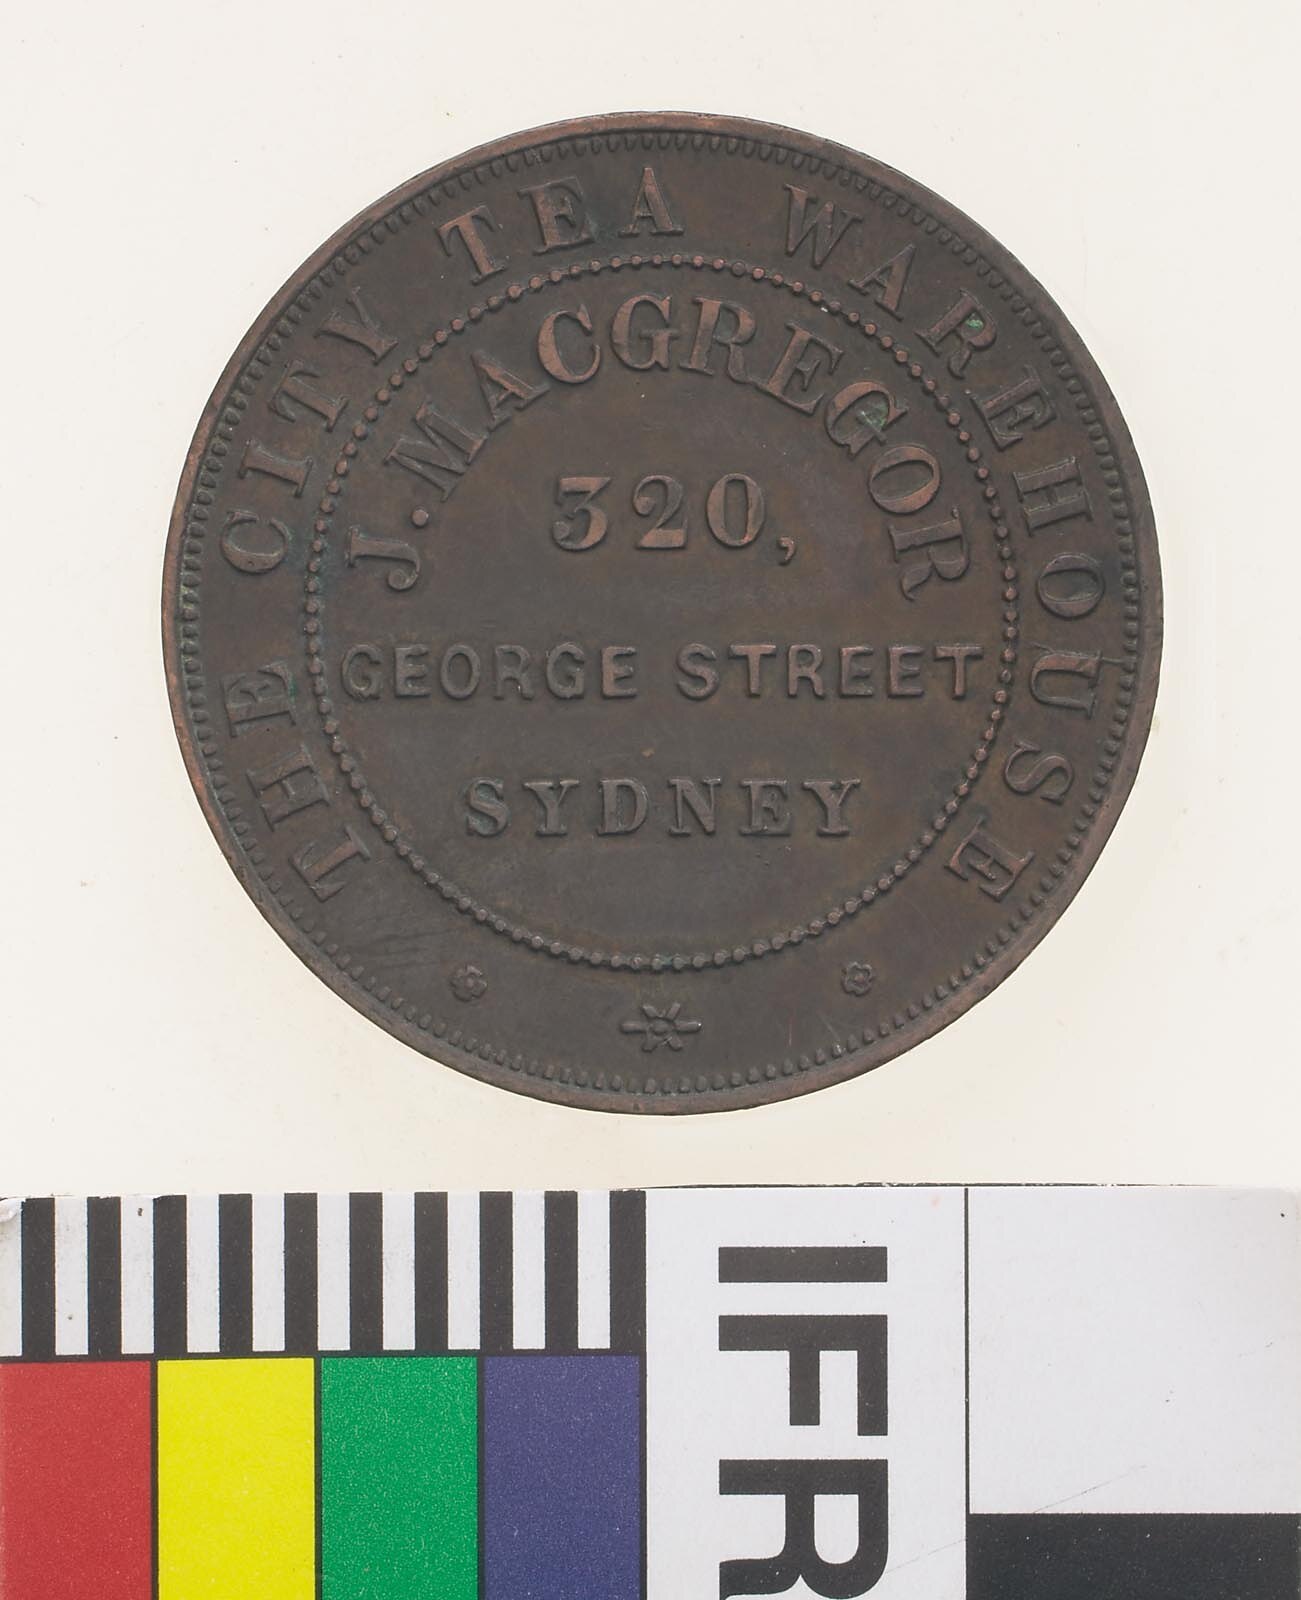 THE CITY TEA WAREHOUSE
J. MACGREGOR
320,
GEORGE STREET
SYDNEY
IFR